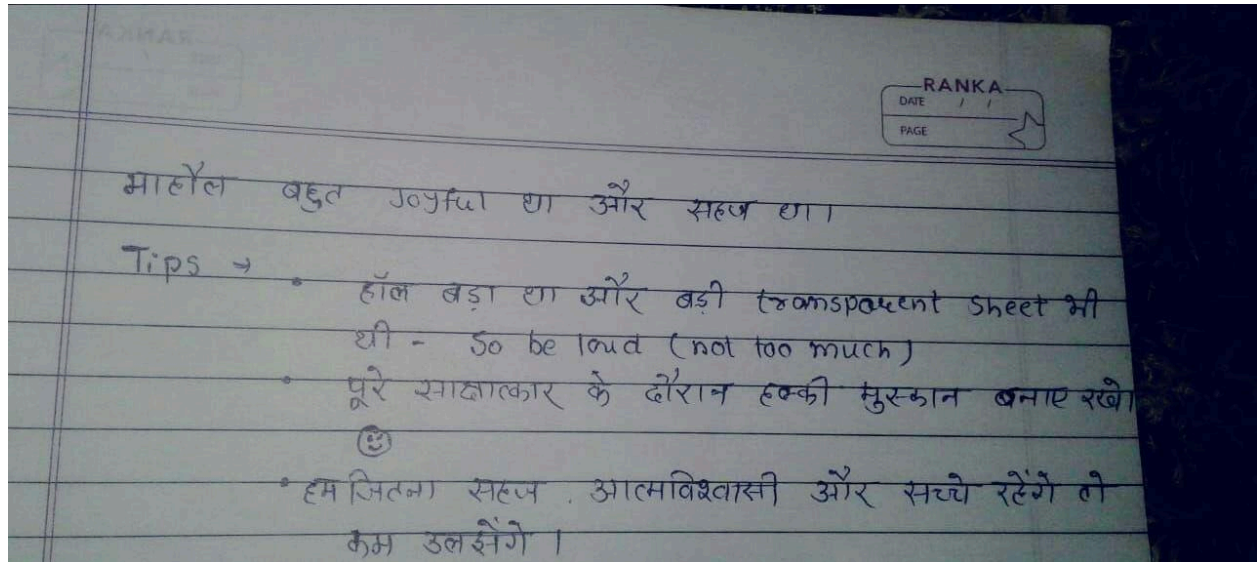 RANKA
DATE / /
PAGE
माहौल बहुत Joyful था और सहज था।
Tips → • हॉल बड़ा था और बड़ी transparent sheet भी
थी - So be loud (not too much)
• पूरे साक्षात्कार के दौरान हल्की मुस्कान बनाए रखे
☺
• हम जितना सहज, आत्मविश्वासी और सच्चे रहेंगे तो
कम उलझेंगे।